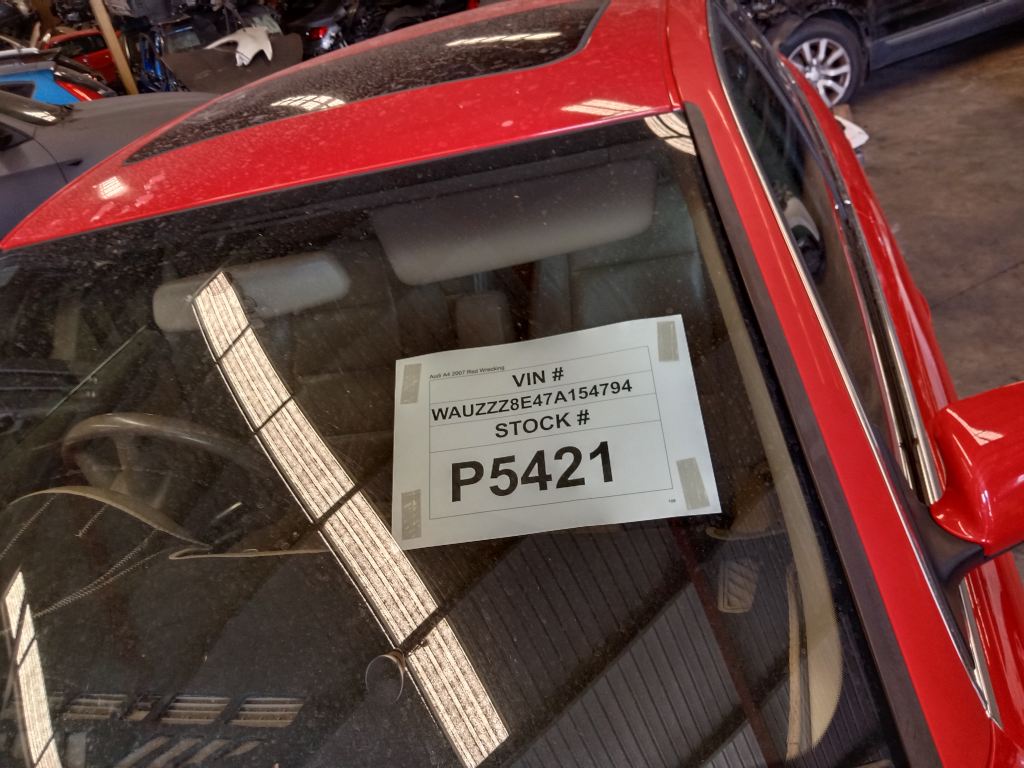 Audi A4 2007 Red Wrecking
VIN #
WAUZZZ8E47A154794
STOCK #
P5421